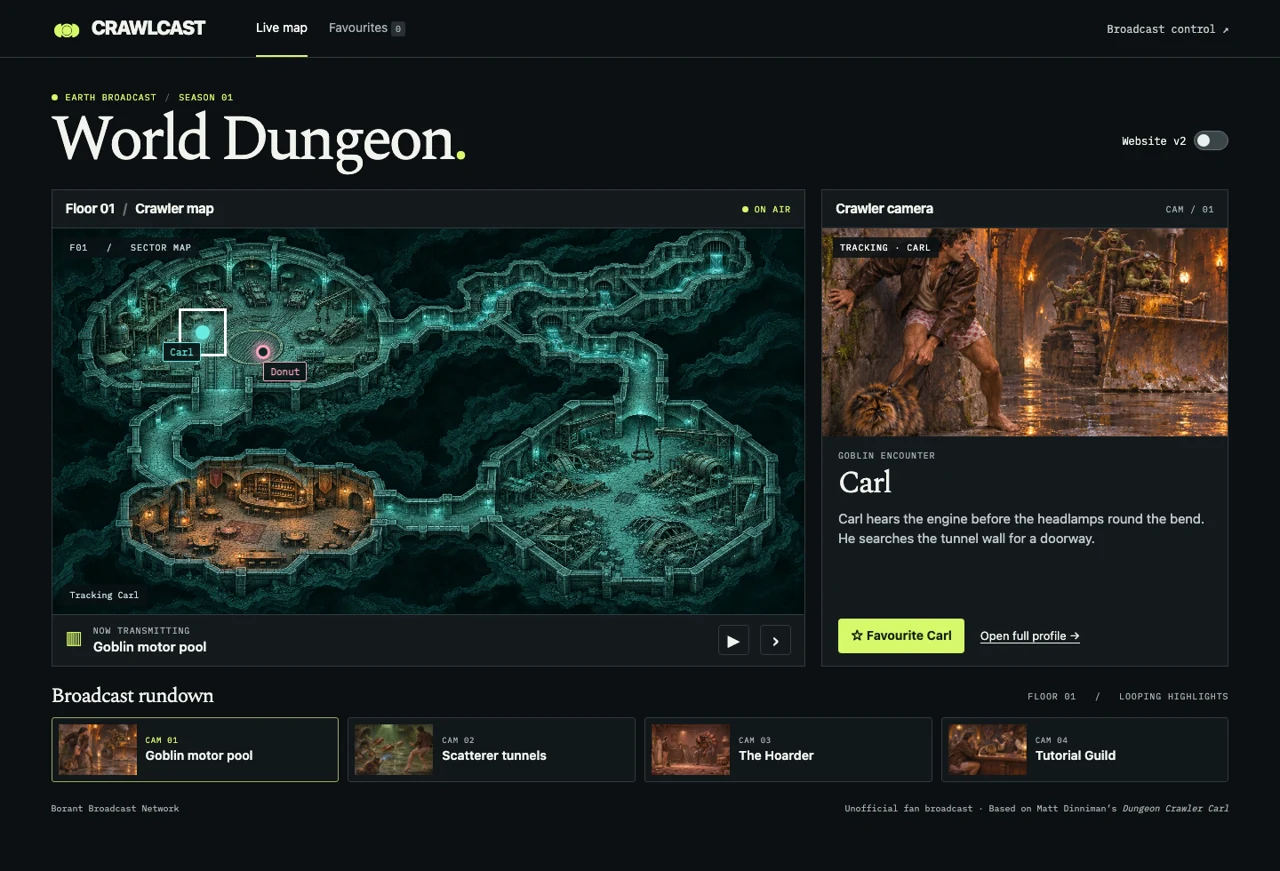 CRAWLCAST
Live map
Favourites 0
Broadcast control ↗
EARTH BROADCAST / SEASON 01
World Dungeon.
Website v2
Floor 01 / Crawler map
ON AIR
F01 / SECTOR MAP
Carl
Donut
Tracking Carl
NOW TRANSMITTING
Goblin motor pool
Crawler camera
CAM / 01
TRACKING · CARL
GOBLIN ENCOUNTER
Carl
Carl hears the engine before the headlamps round the bend.
He searches the tunnel wall for a doorway.
☆ Favourite Carl
Open full profile →
Broadcast rundown
FLOOR 01 / LOOPING HIGHLIGHTS
CAM 01
Goblin motor pool
CAM 02
Scatterer tunnels
CAM 03
The Hoarder
CAM 04
Tutorial Guild
Borant Broadcast Network
Unofficial fan broadcast · Based on Matt Dinniman's Dungeon Crawler Carl